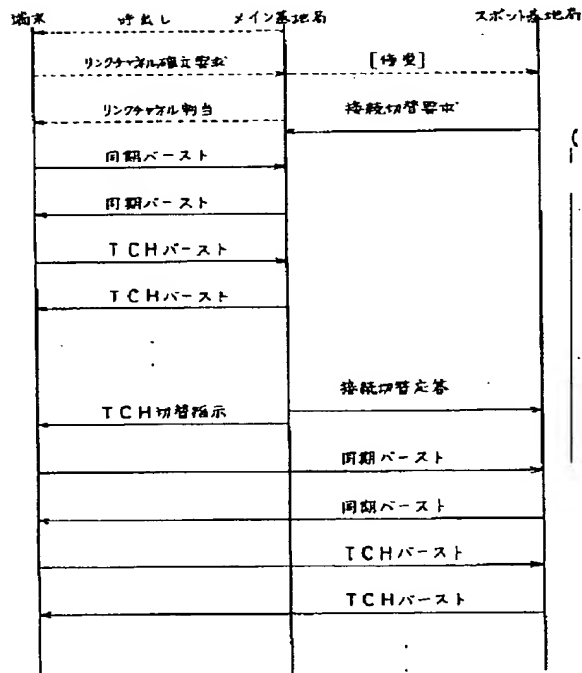 端末 呼出し メイン基地局 スポット基地局
リンクチャネル確立要求 [傍受]
リンクチャネル割当 接続切替要求
同期バースト
同期バースト
TCHバースト
TCHバースト
接続切替応答
TCH切替指示
同期バースト
同期バースト
TCHバースト
TCHバースト